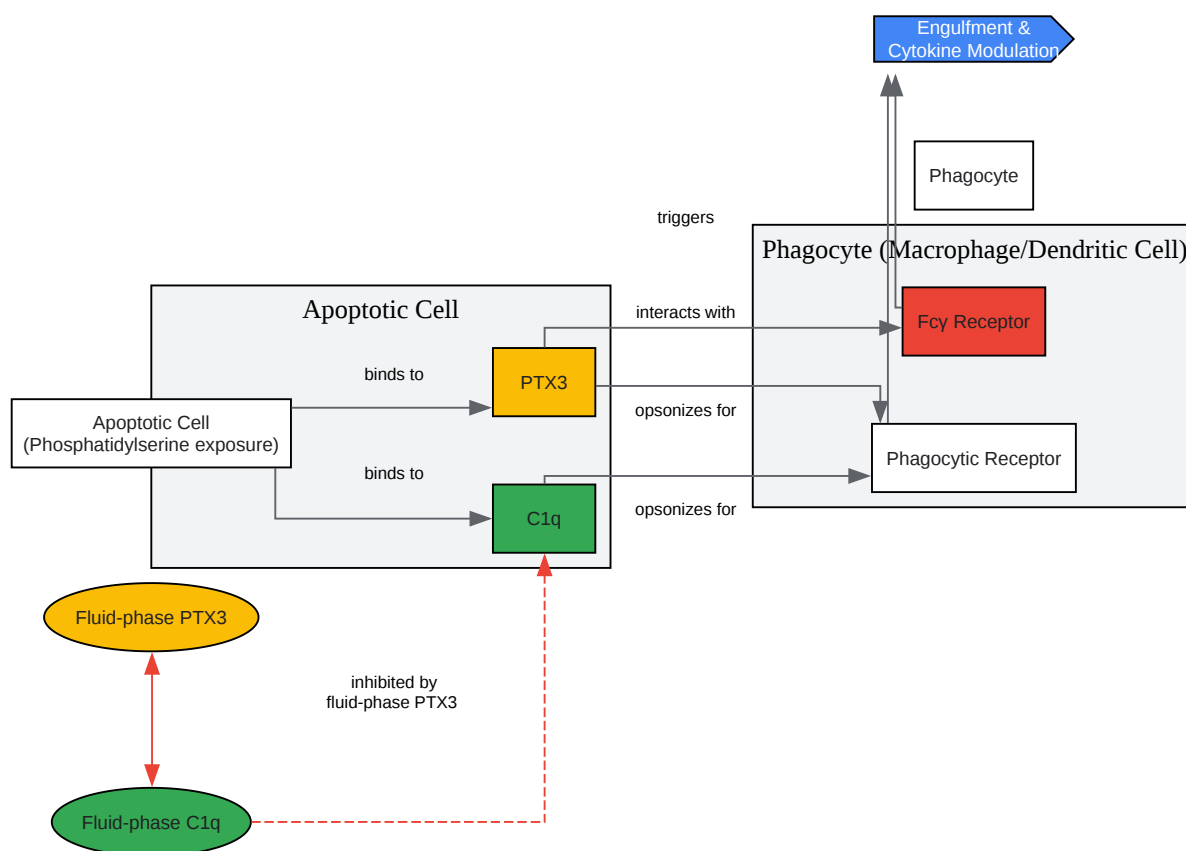 Engulfment &
Cytokine Modulation
Phagocyte
triggers
Phagocyte (Macrophage/Dendritic Cell)
Apoptotic Cell
interacts with
Fcγ Receptor
binds to
PTX3
opsonizes for
Apoptotic Cell
(Phosphatidylserine exposure)
Phagocytic Receptor
binds to
C1q
opsonizes for
Fluid-phase PTX3
inhibited by
fluid-phase PTX3
Fluid-phase C1q